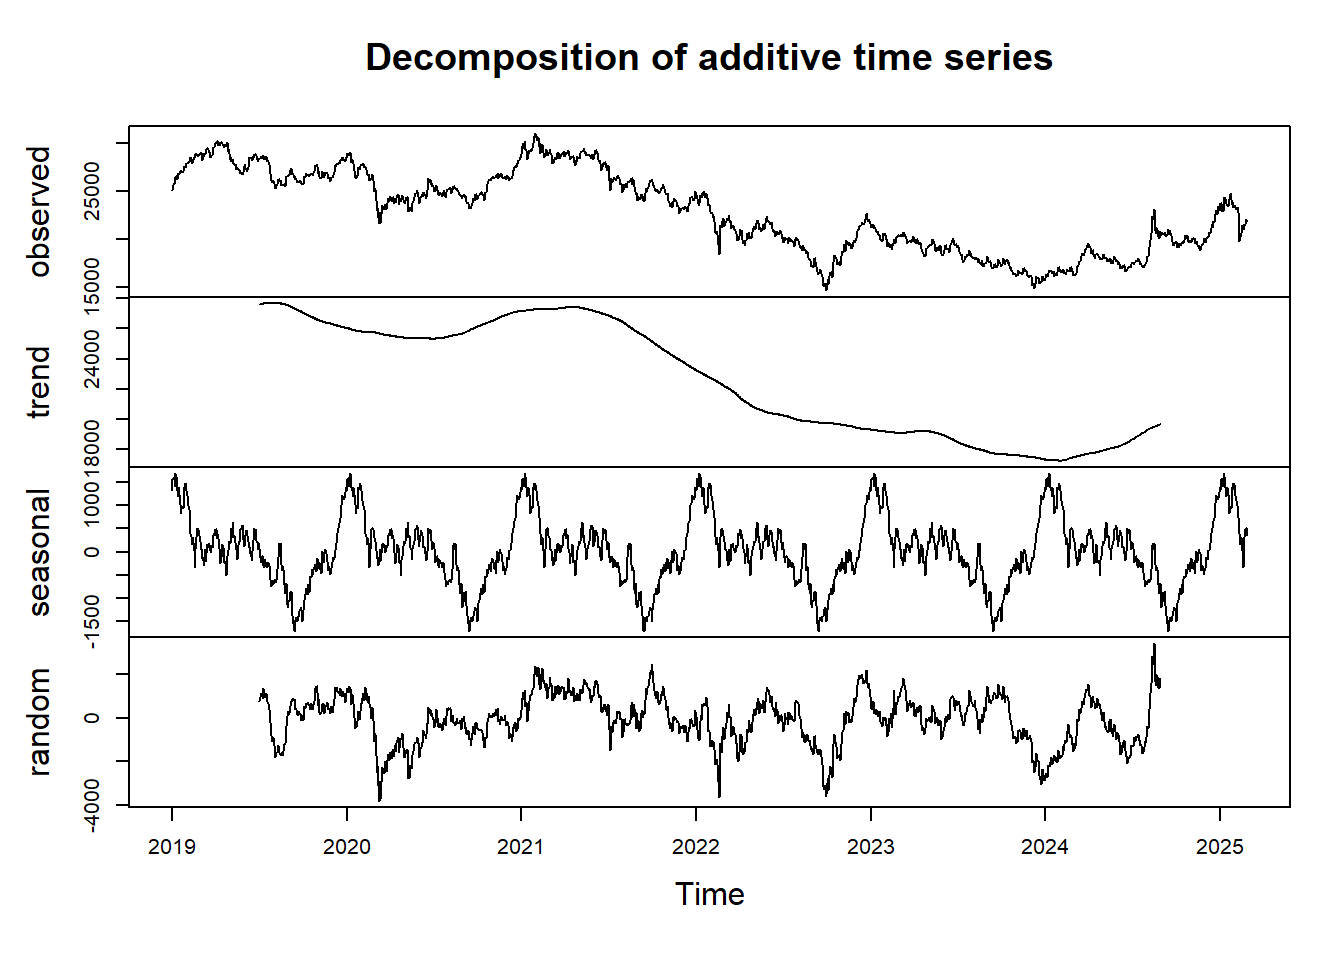 Decomposition of additive time series
observed
15000 25000
trend
18000 24000
seasonal
-1500 0 1000
random
-4000 0
2019 2020 2021 2022 2023 2024 2025
Time